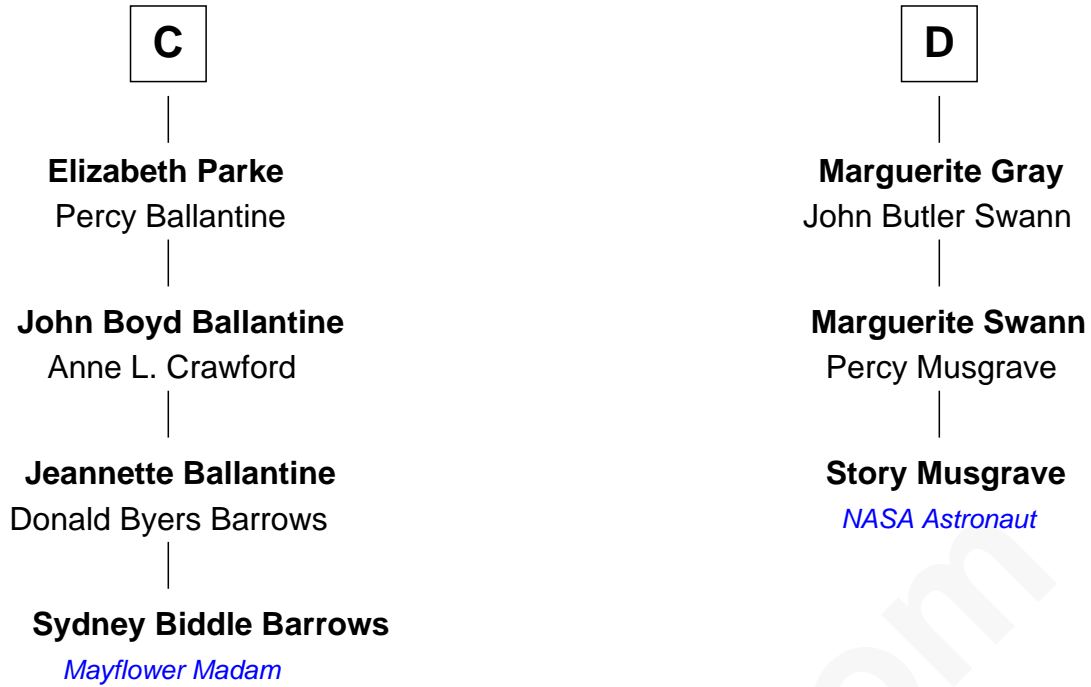 C
Elizabeth Parke
Percy Ballantine
John Boyd Ballantine
Anne L. Crawford
Jeannette Ballantine
Donald Byers Barrows
Sydney Biddle Barrows
Mayflower Madam
D
Marguerite Gray
John Butler Swann
Marguerite Swann
Percy Musgrave
Story Musgrave
NASA Astronaut
om